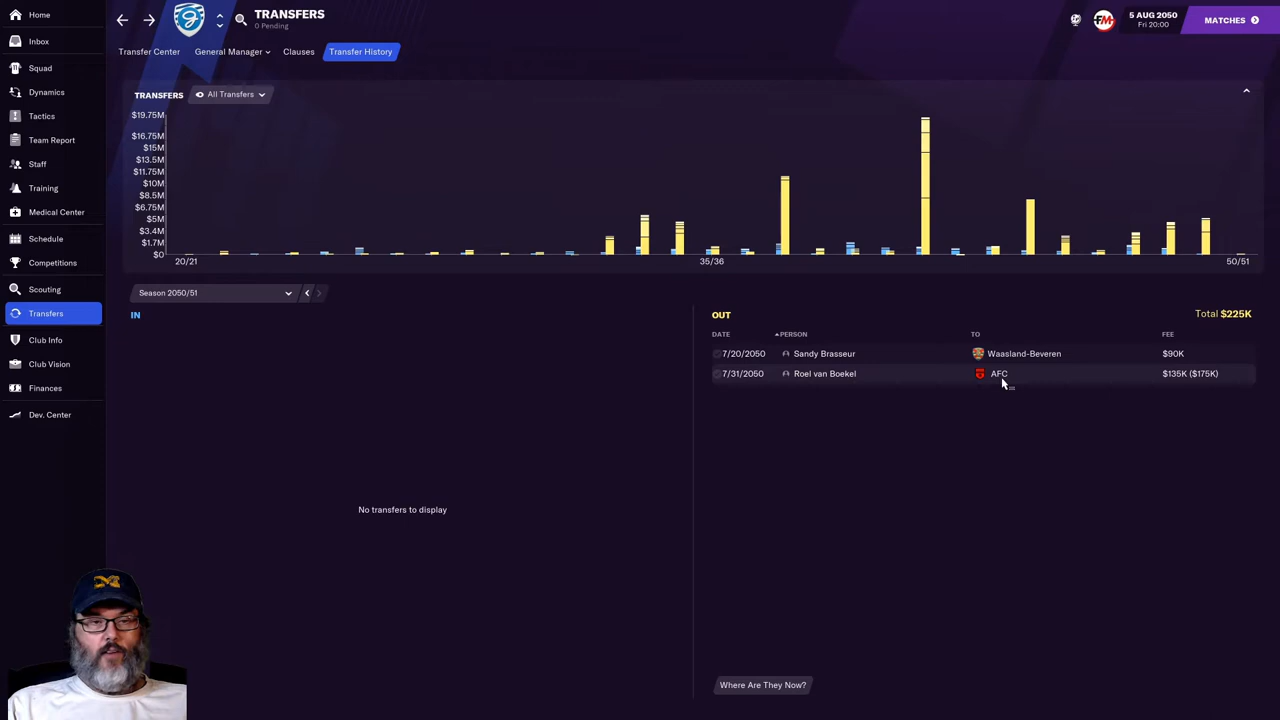 Home
TRANSFERS
0 Pending
5 AUG 2050
Fri 20:00
MATCHES
Inbox
Transfer Center
General Manager
Clauses
Transfer History
Squad
Dynamics
Tactics
Team Report
Staff
Training
Medical Center
Schedule
Competitions
Scouting
Transfers
Club Info
Club Vision
Finances
Dev. Center
TRANSFERS
All Transfers
$19.75M
$16.75M
$15M
$13.5M
$11.75M
$10M
$8.5M
$6.75M
$5M
$3.4M
$1.7M
$0
20/21
35/36
50/51
Season 2050/51
IN
No transfers to display
OUT
Total $225K
DATE PERSON TO FEE
7/20/2050 Sandy Brasseur Waasland-Beveren $90K
7/31/2050 Roel van Boekel AFC $135K ($175K)
Where Are They Now?